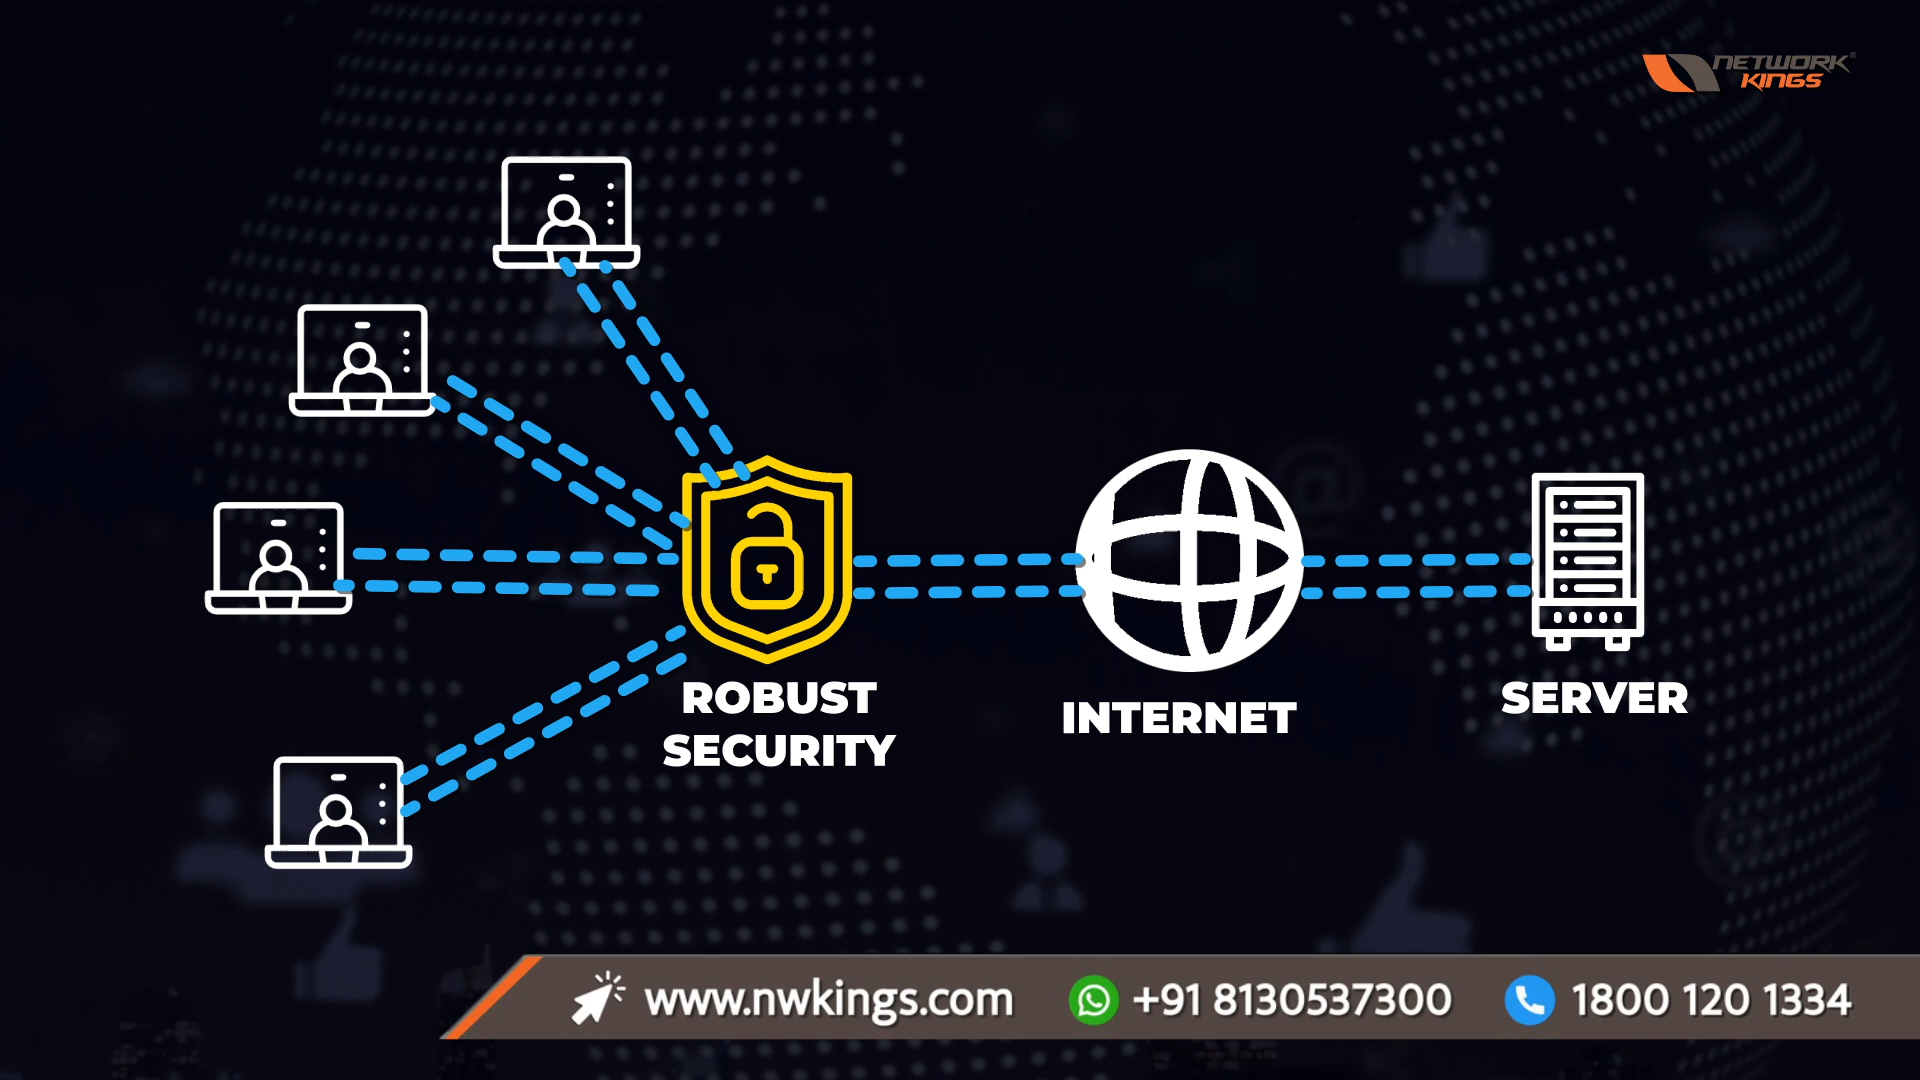 NETWORK
KINGS
ROBUST
SECURITY
INTERNET
SERVER
www.nwkings.com
+91 8130537300
1800 120 1334